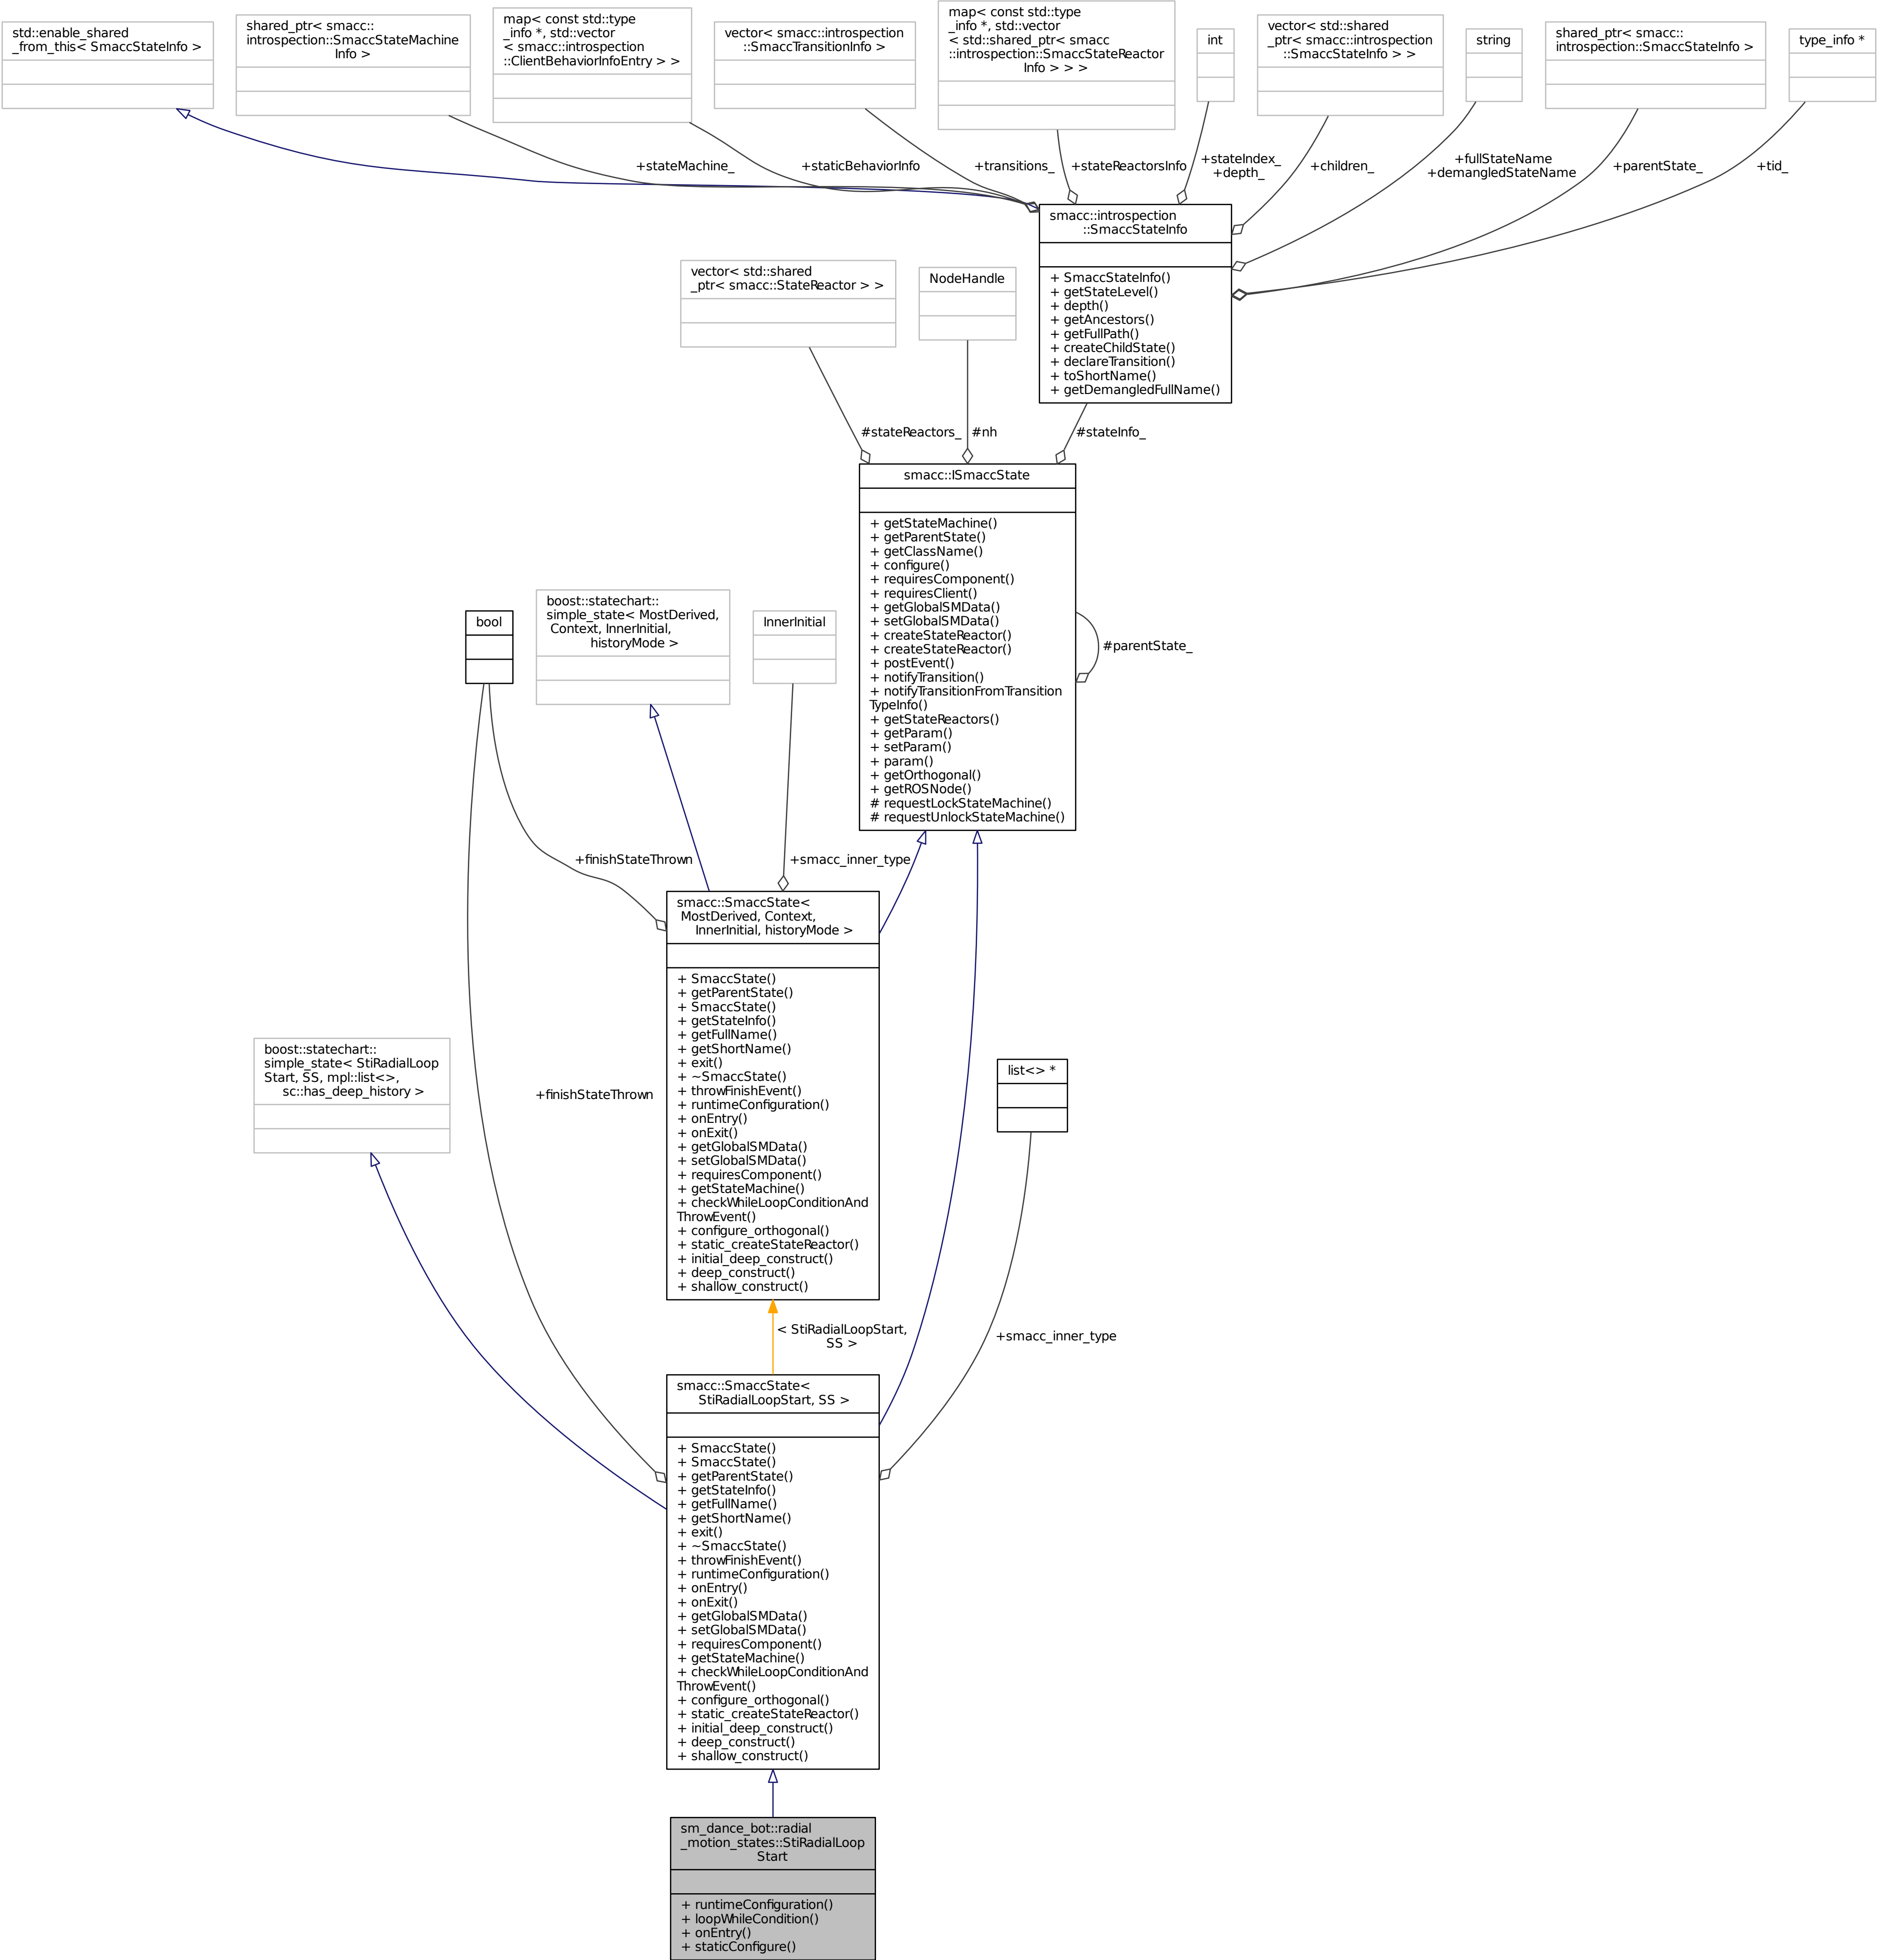 std::enable_shared
_from_this< SmaccStateInfo >
shared_ptr< smacc::
introspection::SmaccStateMachine
Info >
map< const std::type
_info *, std::vector
< smacc::introspection
::ClientBehaviorInfoEntry > >
vector< smacc::introspection
::SmaccTransitionInfo >
map< const std::type
_info *, std::vector
< std::shared_ptr< smacc
::introspection::SmaccStateReactor
Info > > >
int
vector< std::shared
_ptr< smacc::introspection
::SmaccStateInfo > >
string
shared_ptr< smacc::
introspection::SmaccStateInfo >
type_info *
+stateMachine_
+staticBehaviorInfo
+transitions_
+stateReactorsInfo
+stateIndex_
+depth_
+children_
+fullStateName
+demangledStateName
+parentState_
+tid_
smacc::introspection
::SmaccStateInfo
+ SmaccStateInfo()
+ getStateLevel()
+ depth()
+ getAncestors()
+ getFullPath()
+ createChildState()
+ declareTransition()
+ toShortName()
+ getDemangledFullName()
vector< std::shared
_ptr< smacc::StateReactor > >
NodeHandle
#stateReactors_
#nh
#stateInfo_
smacc::ISmaccState
+ getStateMachine()
+ getParentState()
+ getClassName()
+ configure()
+ requiresComponent()
+ requiresClient()
+ getGlobalSMData()
+ setGlobalSMData()
+ createStateReactor()
+ createStateReactor()
+ postEvent()
+ notifyTransition()
+ notifyTransitionFromTransition
TypeInfo()
+ getStateReactors()
+ getParam()
+ setParam()
+ param()
+ getOrthogonal()
+ getROSNode()
# requestLockStateMachine()
# requestUnlockStateMachine()
#parentState_
bool
boost::statechart::
simple_state< MostDerived,
Context, InnerInitial,
historyMode >
InnerInitial
+finishStateThrown
+smacc_inner_type
smacc::SmaccState<
MostDerived, Context,
InnerInitial, historyMode >
+ SmaccState()
+ getParentState()
+ SmaccState()
+ getStateInfo()
+ getFullName()
+ getShortName()
+ exit()
+ ~SmaccState()
+ throwFinishEvent()
+ runtimeConfiguration()
+ onEntry()
+ onExit()
+ getGlobalSMData()
+ setGlobalSMData()
+ requiresComponent()
+ getStateMachine()
+ checkWhileLoopConditionAnd
ThrowEvent()
+ configure_orthogonal()
+ static_createStateReactor()
+ initial_deep_construct()
+ deep_construct()
+ shallow_construct()
boost::statechart::
simple_state< StiRadialLoop
Start, SS, mpl::list<>,
sc::has_deep_history >
+finishStateThrown
list<> *
< StiRadialLoopStart,
SS >
+smacc_inner_type
smacc::SmaccState<
StiRadialLoopStart, SS >
+ SmaccState()
+ SmaccState()
+ getParentState()
+ getStateInfo()
+ getFullName()
+ getShortName()
+ exit()
+ ~SmaccState()
+ throwFinishEvent()
+ runtimeConfiguration()
+ onEntry()
+ onExit()
+ getGlobalSMData()
+ setGlobalSMData()
+ requiresComponent()
+ getStateMachine()
+ checkWhileLoopConditionAnd
ThrowEvent()
+ configure_orthogonal()
+ static_createStateReactor()
+ initial_deep_construct()
+ deep_construct()
+ shallow_construct()
sm_dance_bot::radial
_motion_states::StiRadialLoop
Start
+ runtimeConfiguration()
+ loopWhileCondition()
+ onEntry()
+ staticConfigure()